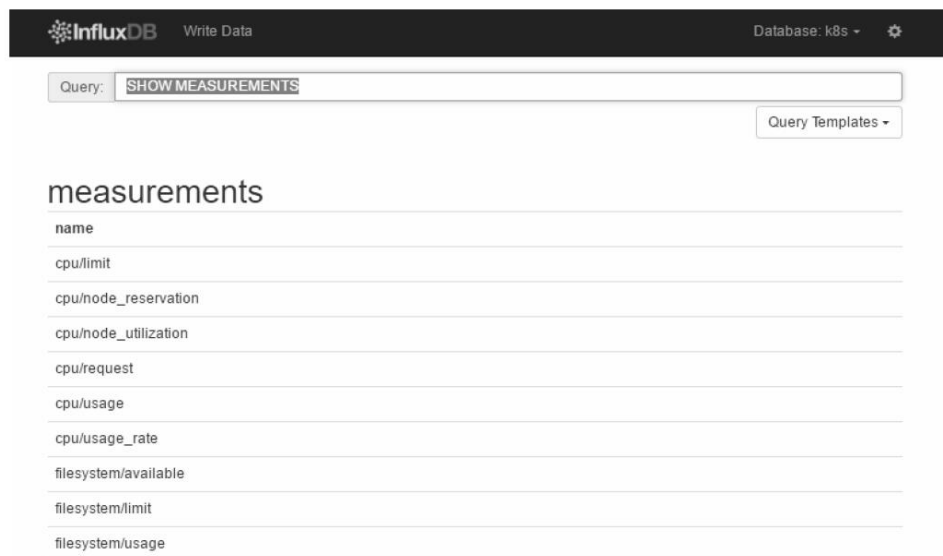 InfluxDB Write Data Database: k8s
Query: SHOW MEASUREMENTS
Query Templates
measurements
name
cpu/limit
cpu/node_reservation
cpu/node_utilization
cpu/request
cpu/usage
cpu/usage_rate
filesystem/available
filesystem/limit
filesystem/usage